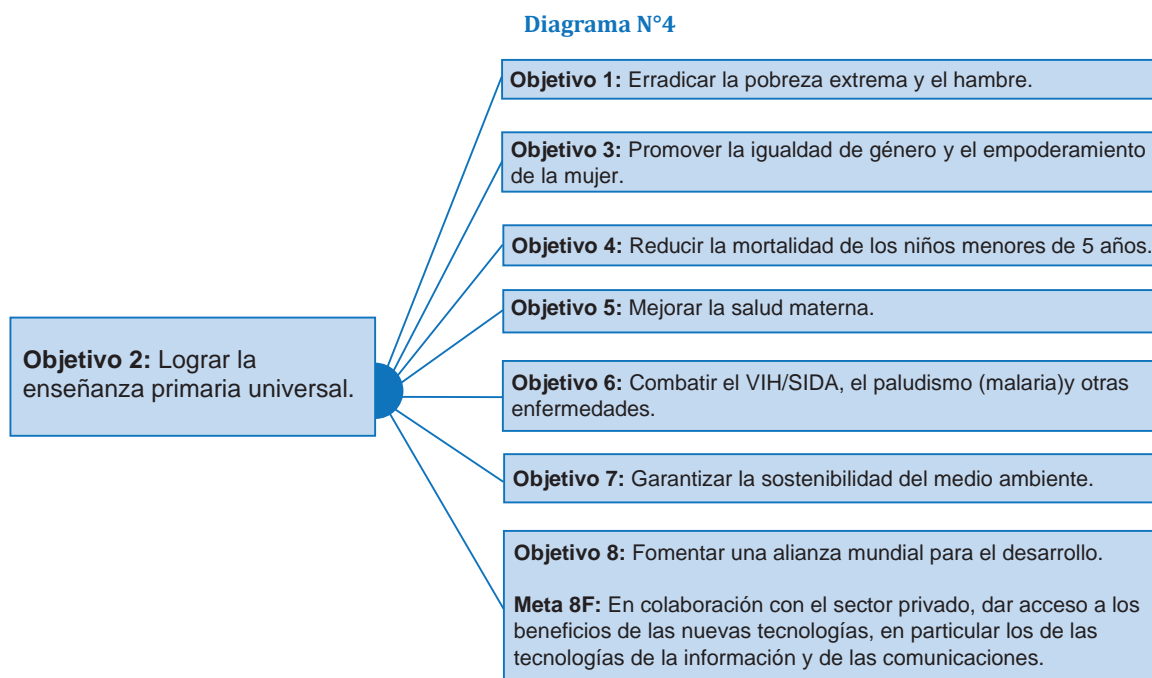 Diagrama N°4
Objetivo 2: Lograr la
enseñanza primaria universal.
Objetivo 1: Erradicar la pobreza extrema y el hambre.
Objetivo 3: Promover la igualdad de género y el empoderamiento
de la mujer.
Objetivo 4: Reducir la mortalidad de los niños menores de 5 años.
Objetivo 5: Mejorar la salud materna.
Objetivo 6: Combatir el VIH/SIDA, el paludismo (malaria)y otras
enfermedades.
Objetivo 7: Garantizar la sostenibilidad del medio ambiente.
Objetivo 8: Fomentar una alianza mundial para el desarrollo.
Meta 8F: En colaboración con el sector privado, dar acceso a los
beneficios de las nuevas tecnologías, en particular los de las
tecnologías de la información y de las comunicaciones.